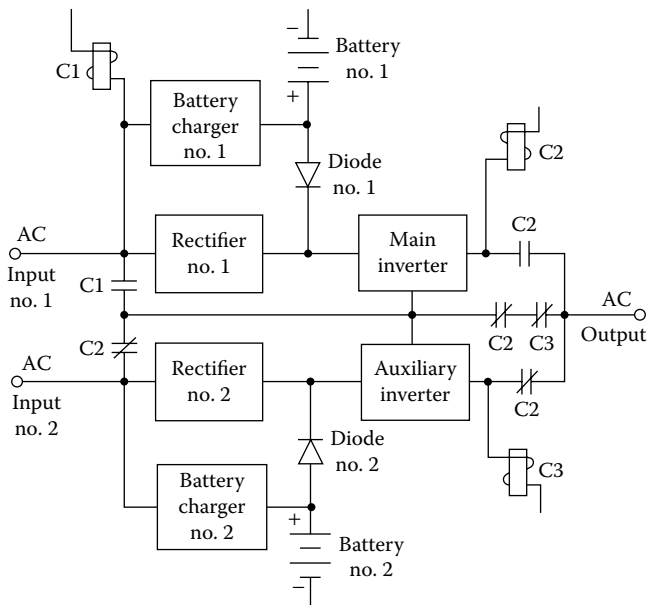 −
Battery
no. 1
C1
+
Battery
charger
no. 1
Diode
no. 1
C2
AC
Input
no. 1
Rectifier
no. 1
Main
inverter
C2
C1
AC
Output
C2
C3
C2
AC
Input
no. 2
Rectifier
no. 2
Auxiliary
inverter
C2
Diode
no. 2
C3
Battery
charger
no. 2
+
Battery
no. 2
−